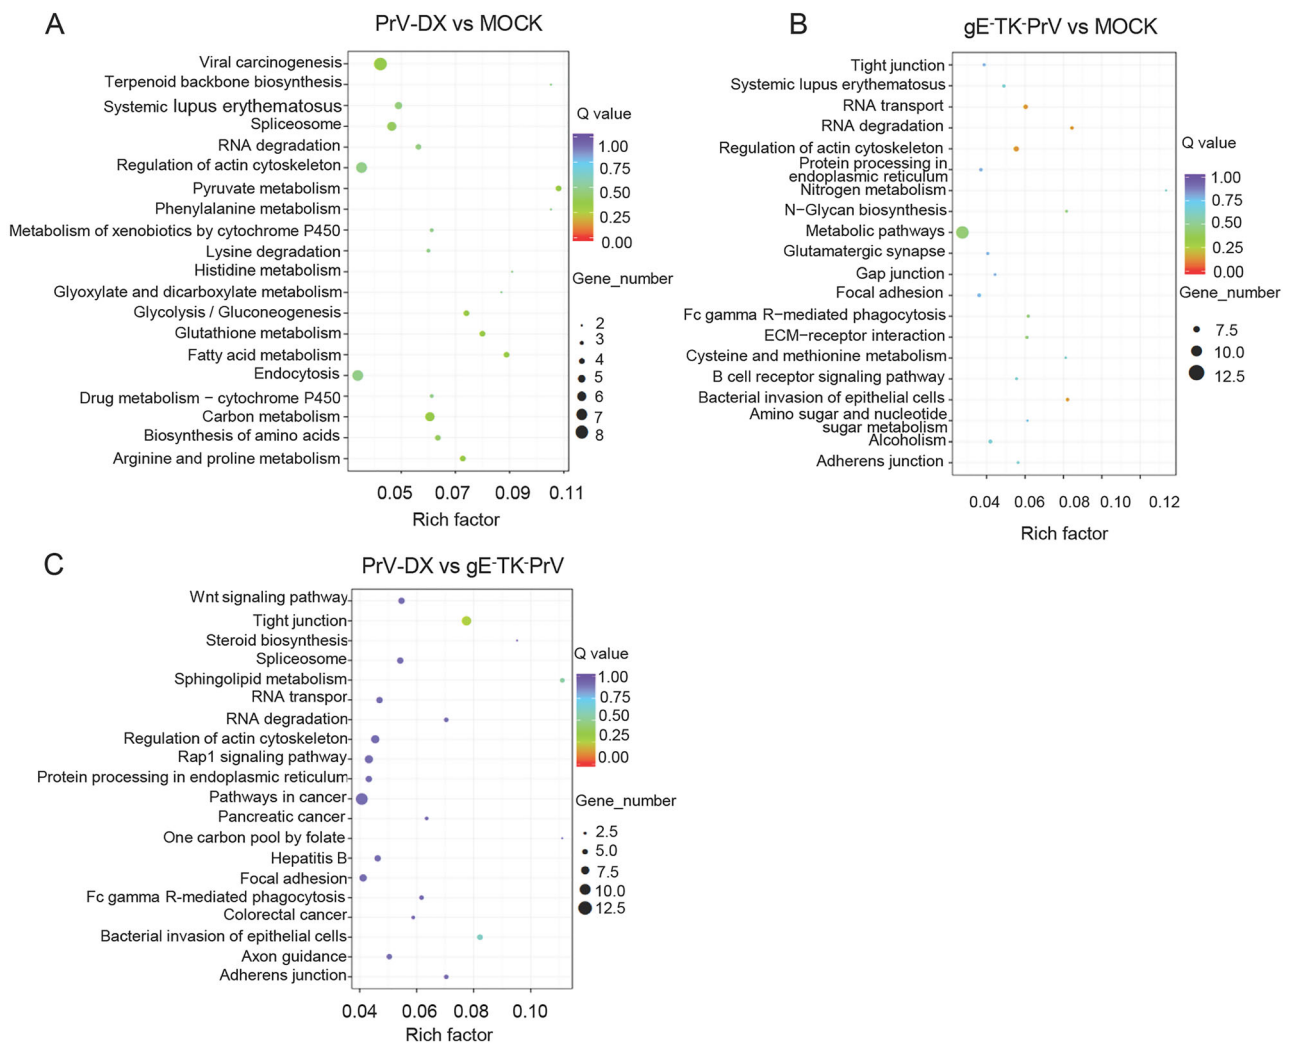 A
PrV-DX vs MOCK
Viral carcinogenesis
Terpenoid backbone biosynthesis
Systemic lupus erythematosus
Spliceosome
RNA degradation
Regulation of actin cytoskeleton
Pyruvate metabolism
Phenylalanine metabolism
Metabolism of xenobiotics by cytochrome P450
Lysine degradation
Histidine metabolism
Glyoxylate and dicarboxylate metabolism
Glycolysis / Gluconeogenesis
Glutathione metabolism
Fatty acid metabolism
Endocytosis
Drug metabolism − cytochrome P450
Carbon metabolism
Biosynthesis of amino acids
Arginine and proline metabolism
0.05 0.07 0.09 0.11
Rich factor
Q value
1.00
0.75
0.50
0.25
0.00
Gene_number
2
3
4
5
6
7
8
B
gE-TK-PrV vs MOCK
Tight junction
Systemic lupus erythematosus
RNA transport
RNA degradation
Regulation of actin cytoskeleton
Protein processing in
endoplasmic reticulum
Nitrogen metabolism
N−Glycan biosynthesis
Metabolic pathways
Glutamatergic synapse
Gap junction
Focal adhesion
Fc gamma R−mediated phagocytosis
ECM−receptor interaction
Cysteine and methionine metabolism
B cell receptor signaling pathway
Bacterial invasion of epithelial cells
Amino sugar and nucleotide
sugar metabolism
Alcoholism
Adherens junction
0.04 0.06 0.08 0.10 0.12
Rich factor
Q value
1.00
0.75
0.50
0.25
0.00
Gene_number
7.5
10.0
12.5
C
PrV-DX vs gE-TK-PrV
Wnt signaling pathway
Tight junction
Steroid biosynthesis
Spliceosome
Sphingolipid metabolism
RNA transpor
RNA degradation
Regulation of actin cytoskeleton
Rap1 signaling pathway
Protein processing in endoplasmic reticulum
Pathways in cancer
Pancreatic cancer
One carbon pool by folate
Hepatitis B
Focal adhesion
Fc gamma R-mediated phagocytosis
Colorectal cancer
Bacterial invasion of epithelial cells
Axon guidance
Adherens junction
0.04 0.06 0.08 0.10
Rich factor
Q value
1.00
0.75
0.50
0.25
0.00
Gene_number
2.5
5.0
7.5
10.0
12.5